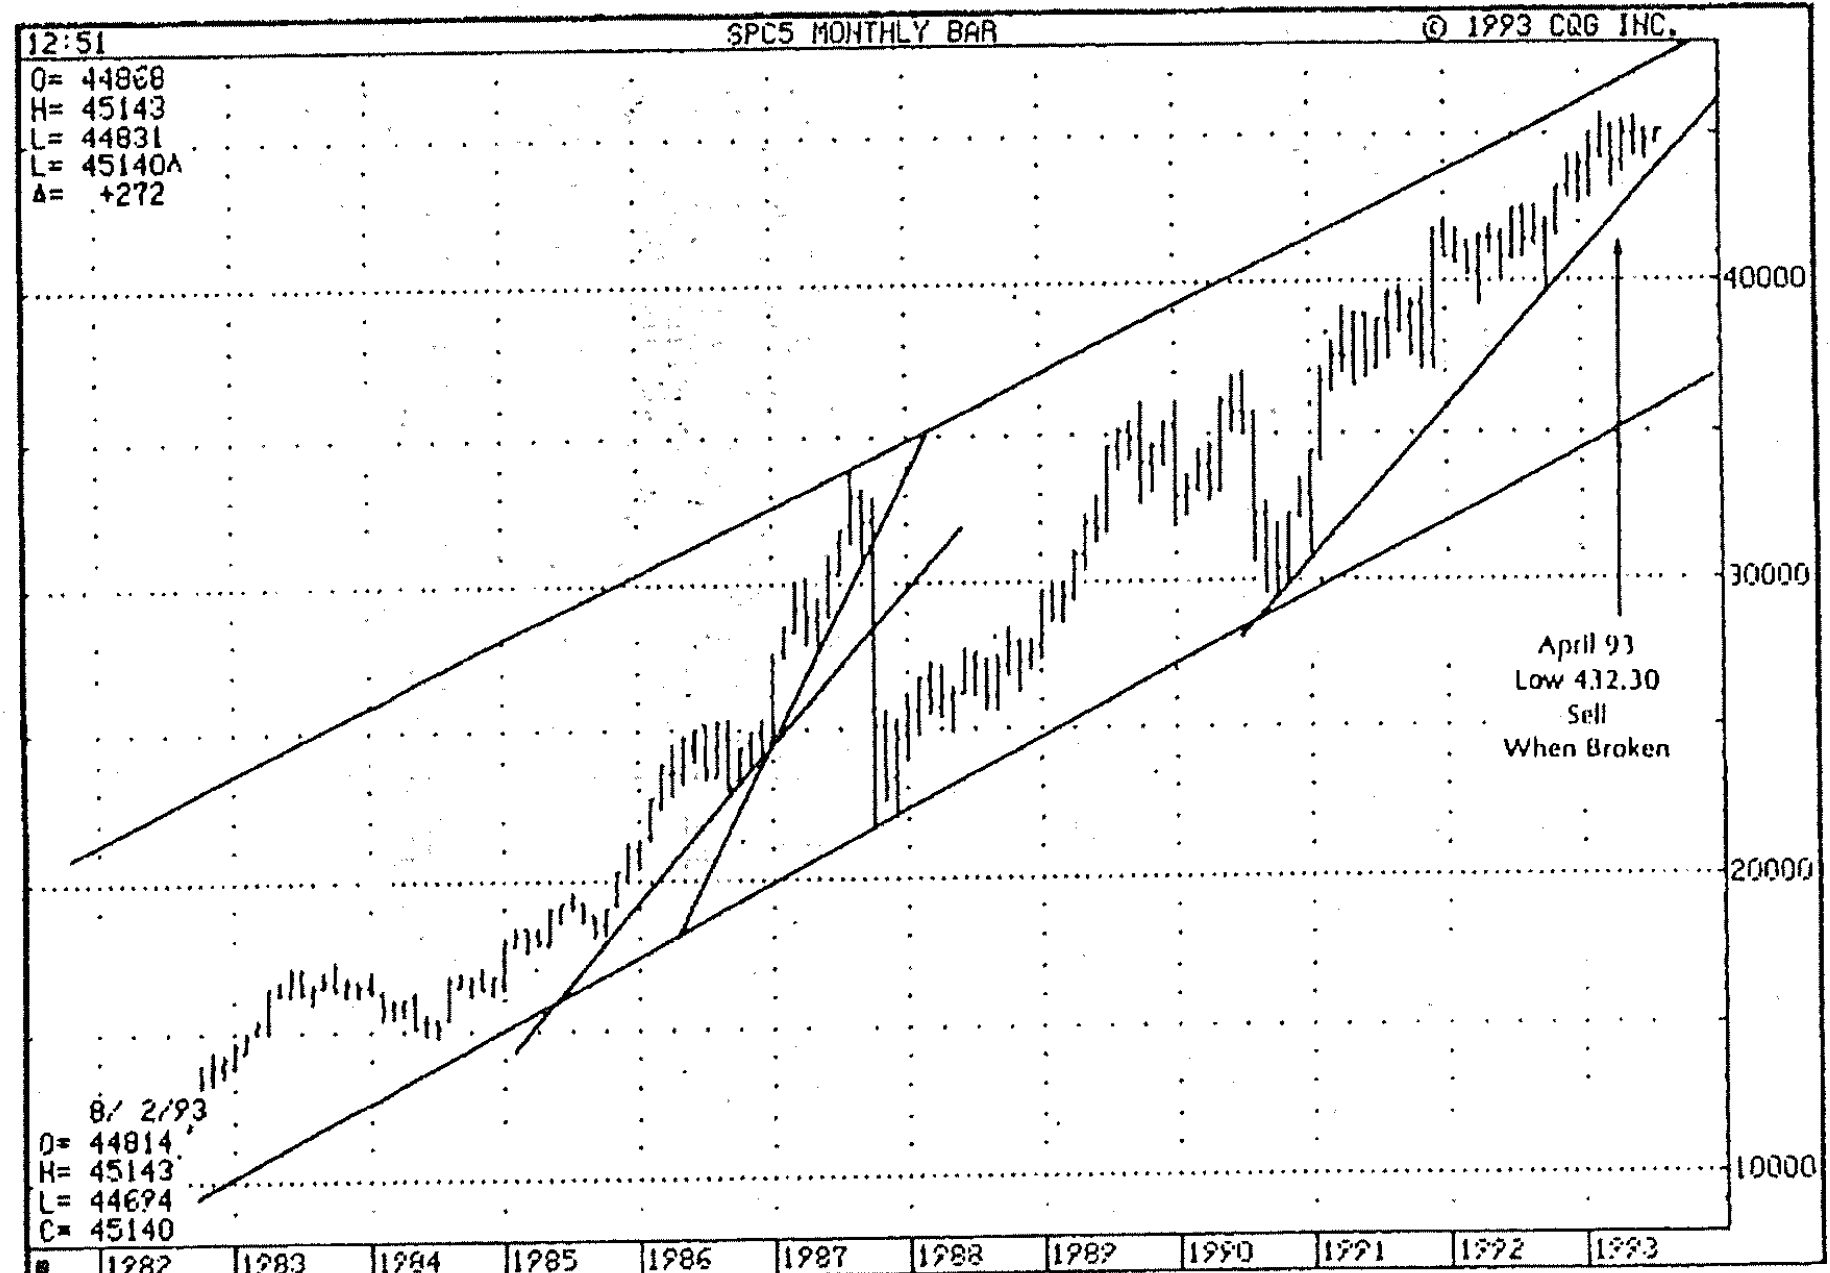 SPC5 MONTHLY BAR
© 1993 CQG INC.
12:51
O= 44868
H= 45143
L= 44831
L= 45140A
Δ= +272
40000
30000
20000
10000
April 93
Low 432.30
Sell
When Broken
8/ 2/93
O= 44814
H= 45143
L= 44694
C= 45140
1982
1983
1984
1985
1986
1987
1988
1989
1990
1991
1992
1993